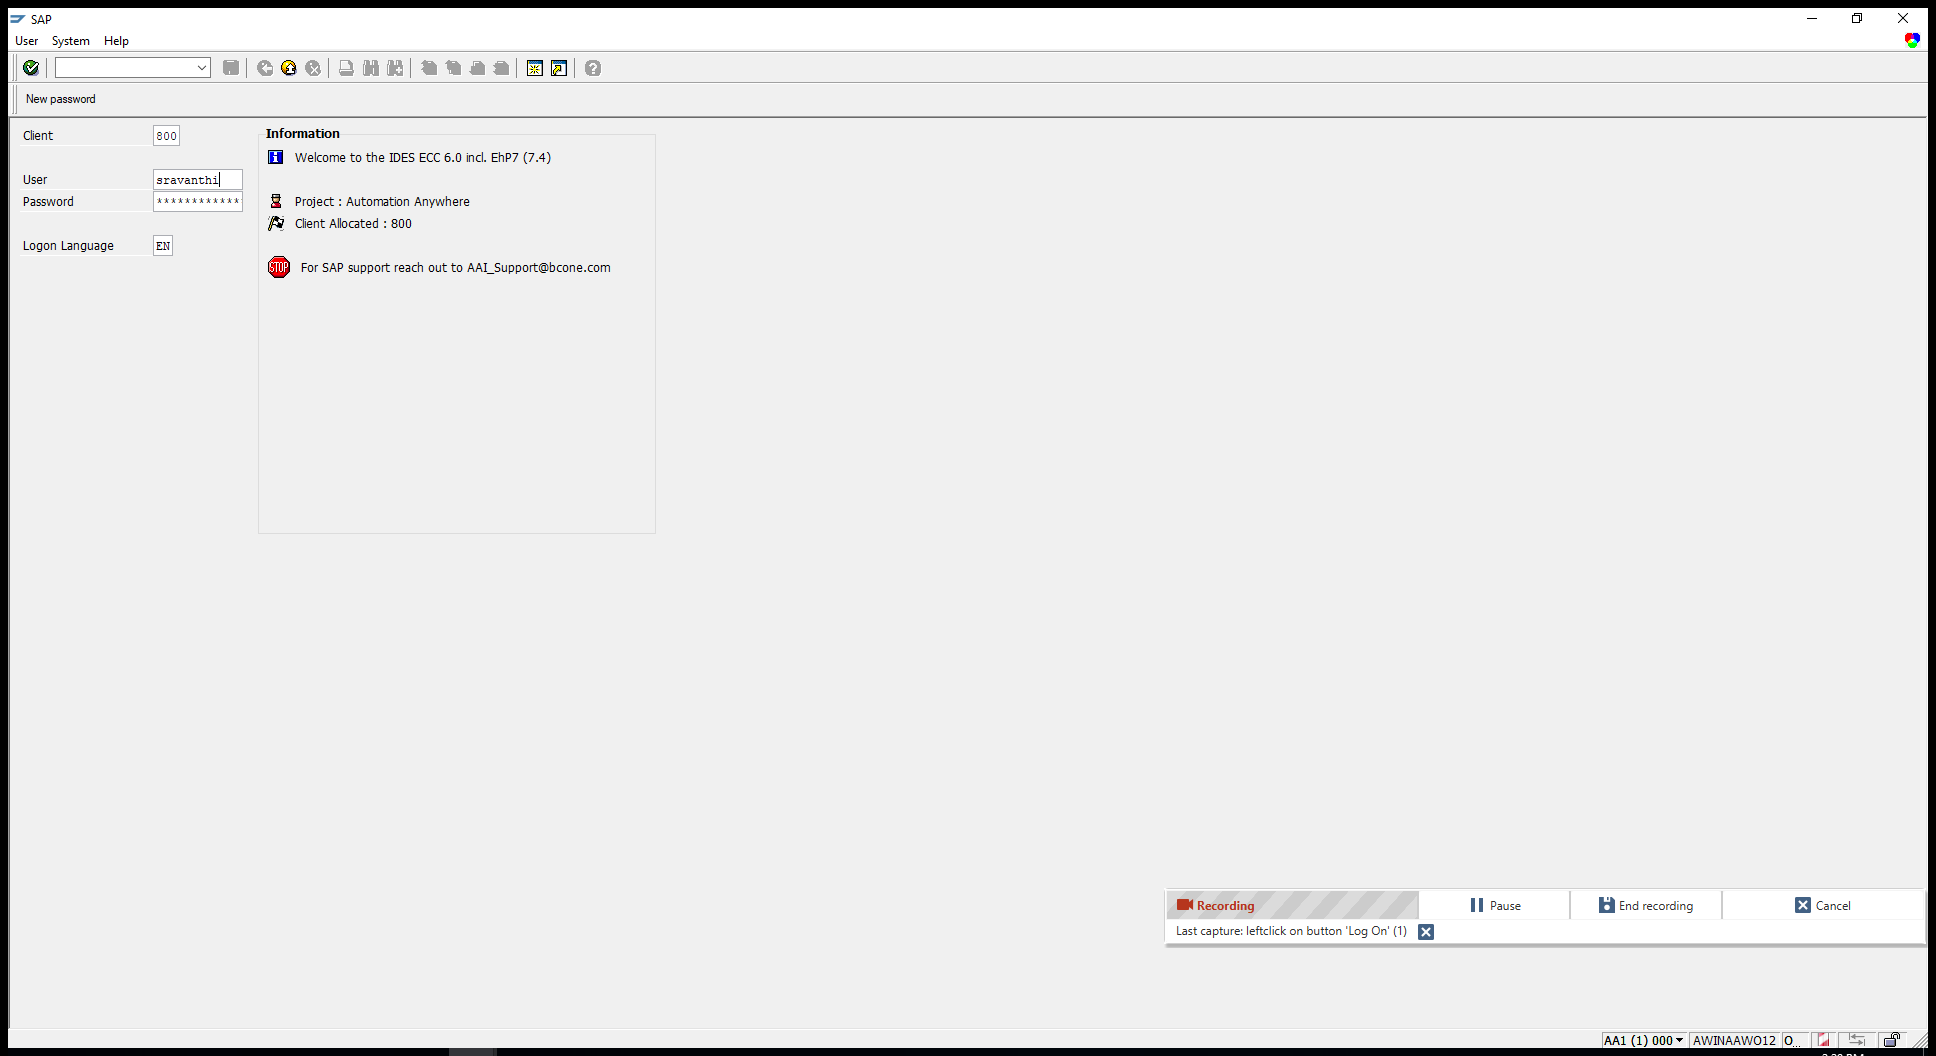 SAP
User System Help
New password
Client 800
User sravanthi
Password ************
Logon Language EN
Information
Welcome to the IDES ECC 6.0 incl. EhP7 (7.4)
Project : Automation Anywhere
Client Allocated : 800
STOP For SAP support reach out to AAI_Support@bcone.com
Recording Pause End recording Cancel
Last capture: leftclick on button 'Log On' (1)
AA1 (1) 000 AWINAAWO12 O...